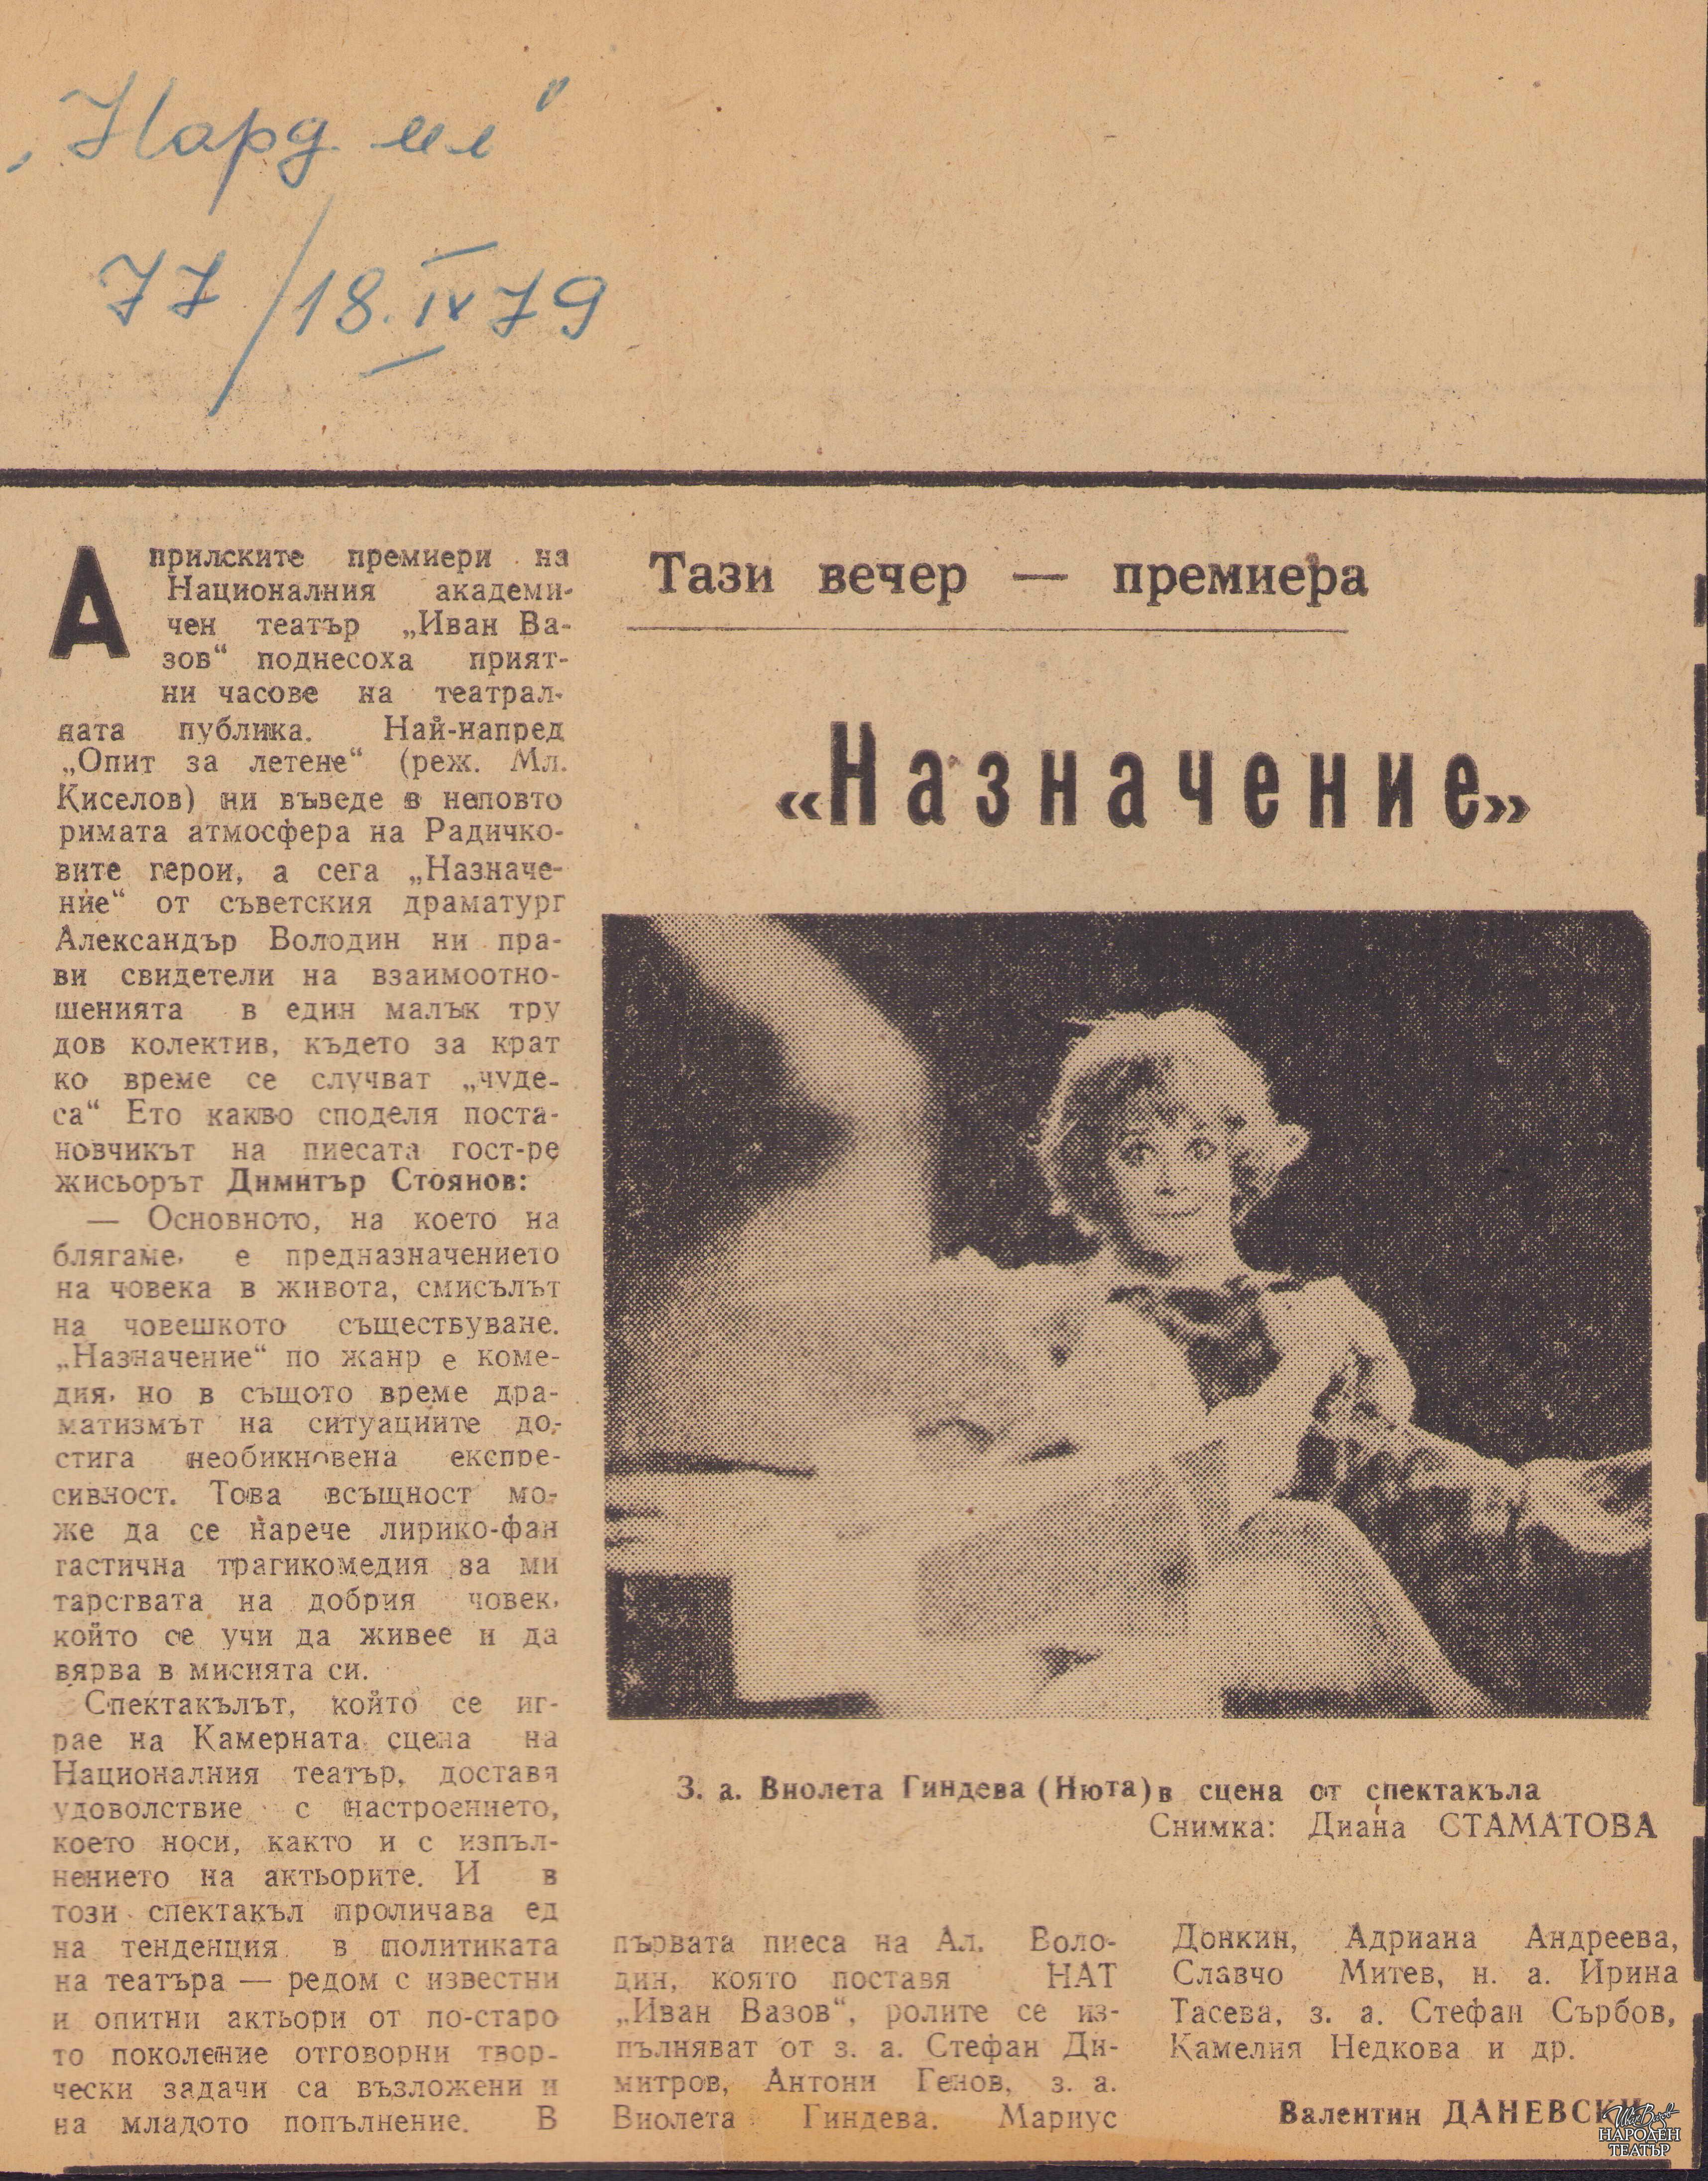 „Нард. мл"
77/18.IV 79
Априлските премиери на
Националния академи-
чен театър „Иван Ва-
зов“ поднесоха прият-
ни часове на театрал-
ната публика. Най-напред
„Опит за летене“ (реж. Мл.
Киселов) ни въведе в неповто
римата атмосфера на Радичко-
вите герои, а сега „Назначе-
ние“ от съветския драматург
Александър Володин ни пра-
ви свидетели на взаимоотно-
шенията в един малък тру
дов колектив, където за крат
ко време се случват „чуде-
са“ Ето какво споделя поста-
новчикът на пиесата гост-ре
жисьорът Димитър Стоянов:
— Основното, на което на
блягаме, е предназначението
на човека в живота, смисълът
на човешкото съществуване.
„Назначение“ по жанр е коме-
дия, но в същото време дра-
матизмът на ситуациите до-
стига необикновена експре-
сивност. Това всъщност мо-
же да се нарече лирико-фан
тастична трагикомедия за ми
тарствата на добрия човек,
който се учи да живее и да
вярва в мисията си.
Спектакълът, който се иг-
рае на Камерната сцена на
Националния театър, доставя
удоволствие с настроението,
което носи, както и с изпъл-
нението на актьорите. И в
този спектакъл проличава ед
на тенденция в политиката
на театъра — редом с известни
и опитни актьори от по-старо
то поколение отговорни твор-
чески задачи са възложени и
на младото попълнение. В
Тази вечер — премиера
«Назначение»
З. а. Виолета Гиндева (Нюта) в сцена от спектакъла
Снимка: Диана СТАМАТОВА
първата пиеса на Ал. Воло-
дин, която поставя НАТ
„Иван Вазов“, ролите се из-
пълняват от з. а. Стефан Ди-
митров, Антони Генов, з. а.
Виолета Гиндева, Мариус
Донкин, Адриана Андреева,
Славчо Митев, н. а. Ирина
Тасева, з. а. Стефан Сърбов,
Камелия Недкова и др.
Валентин ДАНЕВСКИ
НАРОДЕН
ТЕАТЪР